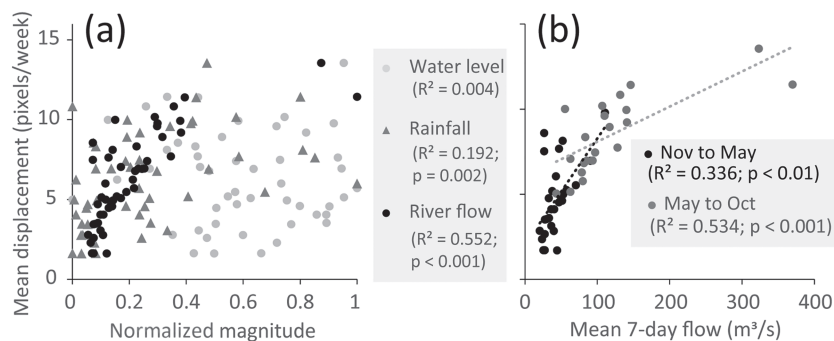 (a)
Mean displacement (pixels/week)
15
10
5
0
0
0.2
0.4
0.6
0.8
1
Normalized magnitude
Water level
(R² = 0.004)
Rainfall
(R² = 0.192;
p = 0.002)
River flow
(R² = 0.552;
p < 0.001)
(b)
Nov to May
(R² = 0.336; p < 0.01)
May to Oct
(R² = 0.534; p < 0.001)
0
100
200
300
400
Mean 7-day flow (m³/s)